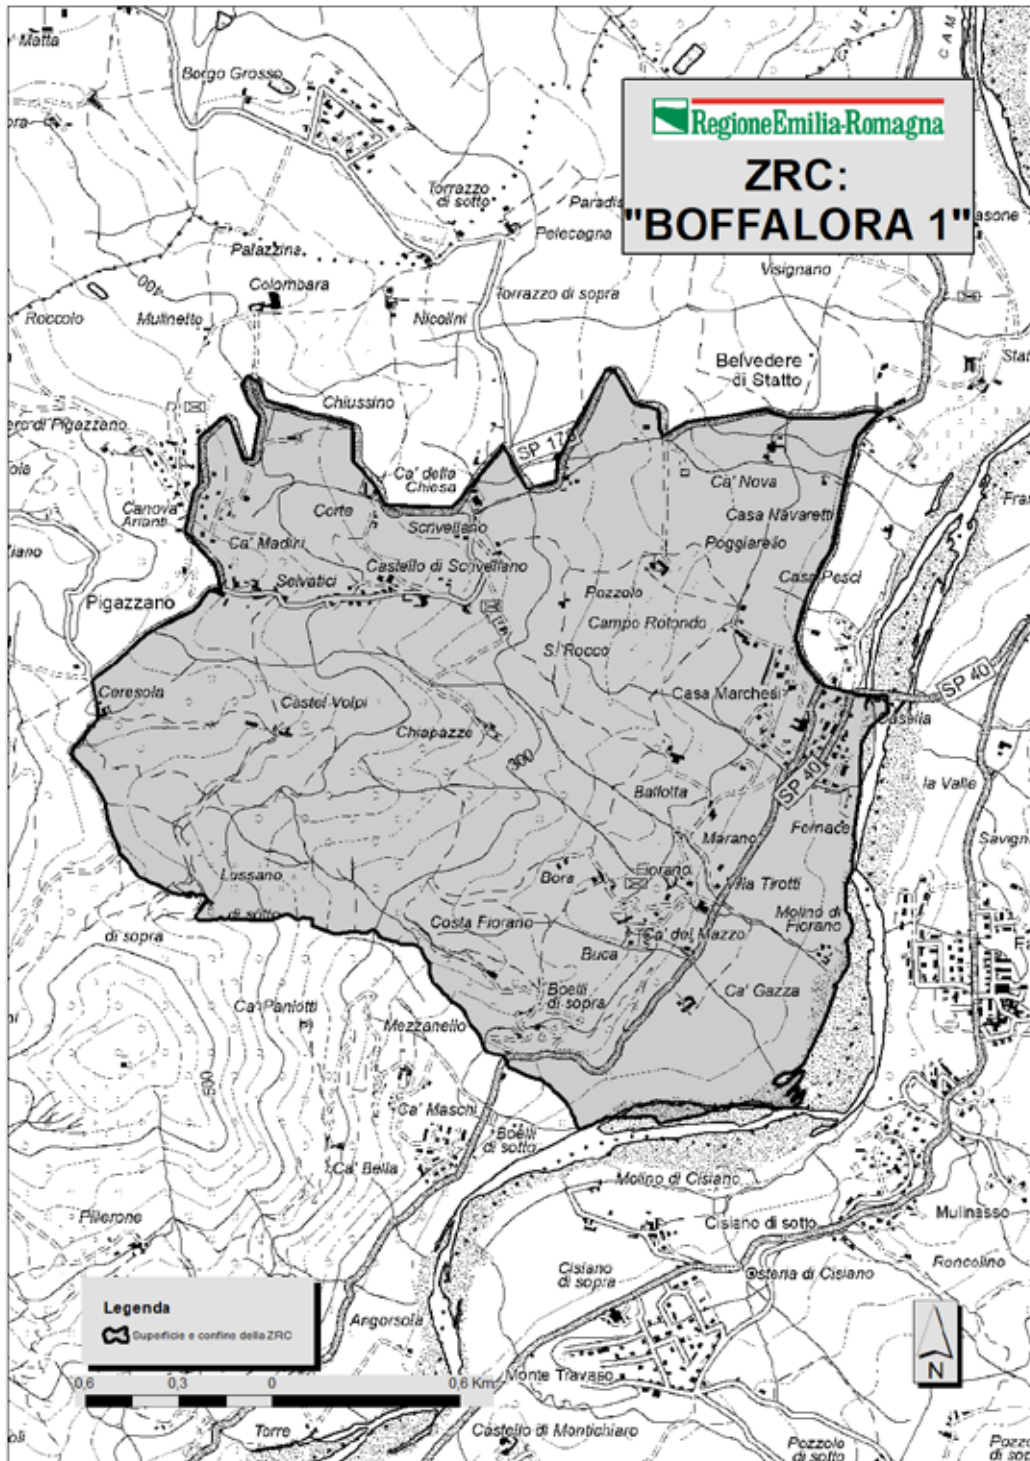 Matta
Borgo Grosso
RegioneEmilia-Romagna
ZRC:
"BOFFALORA 1"
Torrazzo
di sotto
Pelecagna
Palazzina
Visignano
Colombara
400
Torrazzo di sopra
Roccolo
Mulinetto
Nicolini
Belvedere
di Statto
Chiussino
SP 17
Ca' della
Chiesa
Ca' Nova
Canova
Corte
Scrivellano
Casa Navaretti
Ca' Madini
Poggiarello
Castello di Scrivellano
Selvatici
Casa Pesci
Pigazzano
Pozzolo
Campo Rotondo
S. Rocco
Ceresola
Castel Volpi
Casa Marchesi
SP 40
Chiapazze
300
Ballotta
SP 40
la Valle
Marano
Fornace
Lussano
di sotto
Bora
Fiorano
Villa Tirotti
Costa Fiorano
Molino di
Fiorano
di sopra
Buca
Ca' del Mazzo
Ca' Paniotti
Boelli
di sopra
Ca' Gazza
Mezzanello
500
Ca' Maschi
Boelli
di sotto
Ca' Bella
Molino di Cisiano
Pillerone
Cisiano di sotto
Mulinasso
Cisiano
di sopra
Osteria di Cisiano
Roncolino
Legenda
Superficie e confine della ZRC
Angorsola
N
0,6 0,3 0 0,6 Km
Monte Travaso
Torre
Castello di Montichiaro
Pozzolo
di sotto